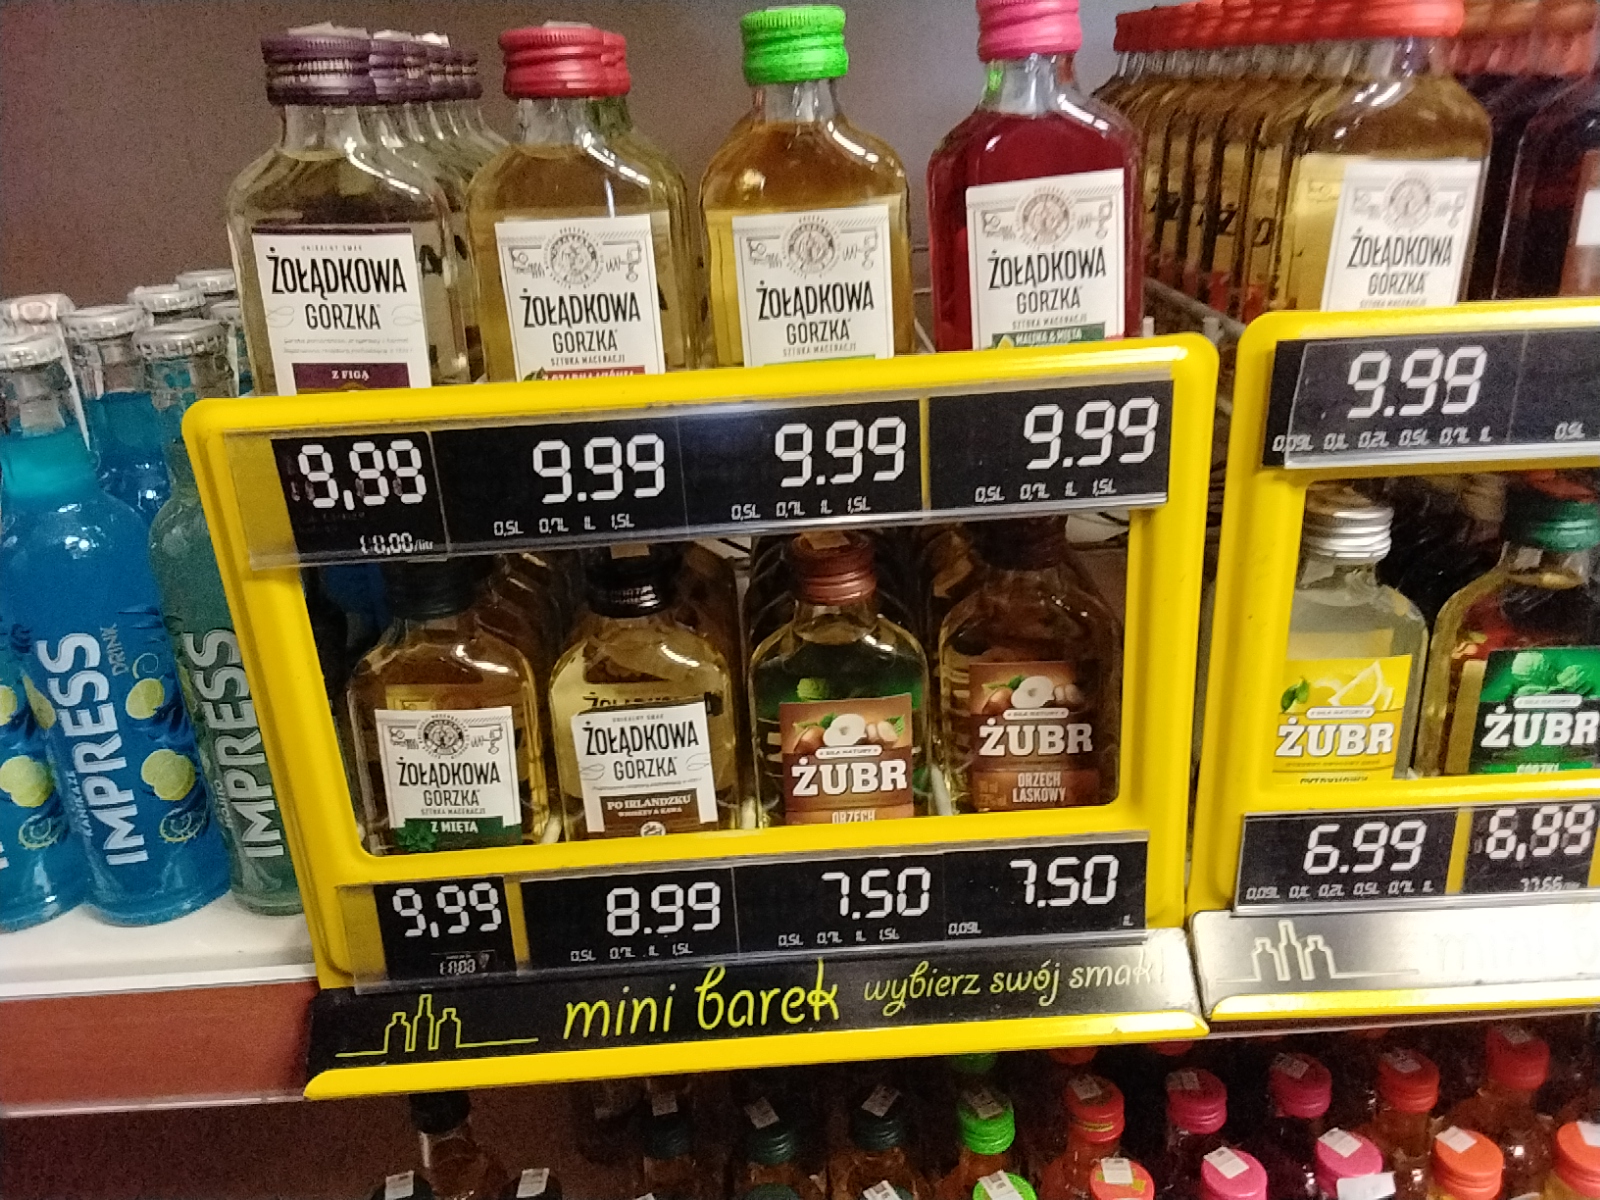 ŻOŁĄDKOWA
GORZKA
Z FIGĄ
ŻOŁĄDKOWA
GORZKA
SZTUKA MACERACJI
ŻOŁĄDKOWA
GORZKA
SZTUKA MACERACJI
ŻOŁĄDKOWA
GORZKA
SZTUKA MACERACJI
MALINA & MIĘTA
ŻOŁĄDKOWA
GORZKA
SZTUKA MACERACJI
9.99
9.99
9.99
0,5L 0,7L 1L 1,5L
0,5L 0,7L 1L 1,5L
0,5L 0,7L 1L 1,5L
9.98
0,09L 0,1L 0,2L 0,5L 0,7L 1L
0,5L
IMPRESS
DRINK
IMPRESS
ŻOŁĄDKOWA
GORZKA
SZTUKA MACERACJI
Z MIĘTĄ
ŻOŁĄDKOWA
GORZKA
PO IRLANDZKU
WHISKEY & KAWA
ŻUBR
ORZECH
ŻUBR
ORZECH
LASKOWY
ŻUBR
ŻUBR
9,99
8.99
7.50
7.50
0,5L 0,7L 1L 1,5L
0,5L 0,7L 1L 1,5L
0,09L
1L
6.99
6,99
0,09L 0,1L 0,2L 0,5L 0,7L 1L
mini barek wybierz swój smak